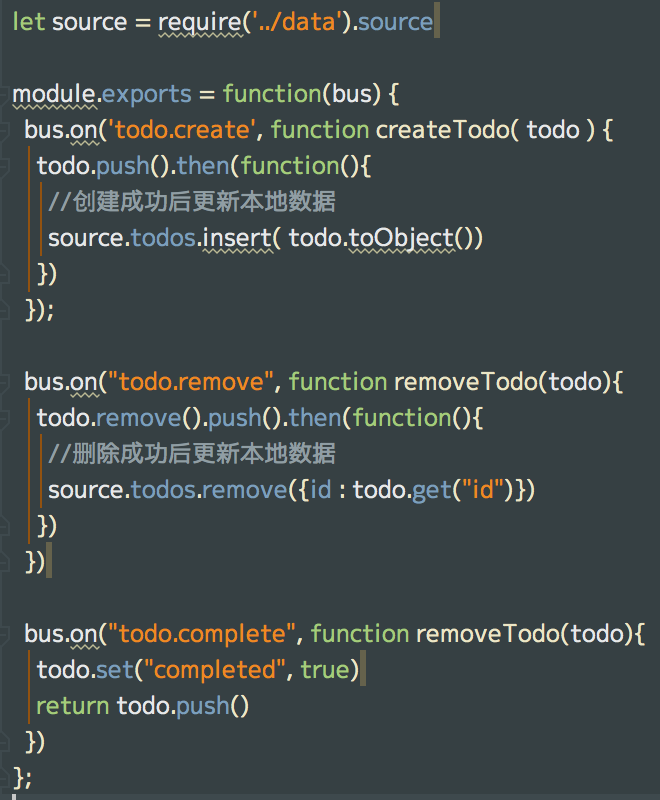 let source = require('../data').source
module.exports = function(bus) {
bus.on('todo.create', function createTodo( todo ) {
todo.push().then(function(){
//创建成功后更新本地数据
source.todos.insert( todo.toObject())
})
});
bus.on("todo.remove", function removeTodo(todo){
todo.remove().push().then(function(){
//删除成功后更新本地数据
source.todos.remove({id : todo.get("id")})
})
})
bus.on("todo.complete", function removeTodo(todo){
todo.set("completed", true)
return todo.push()
})
};